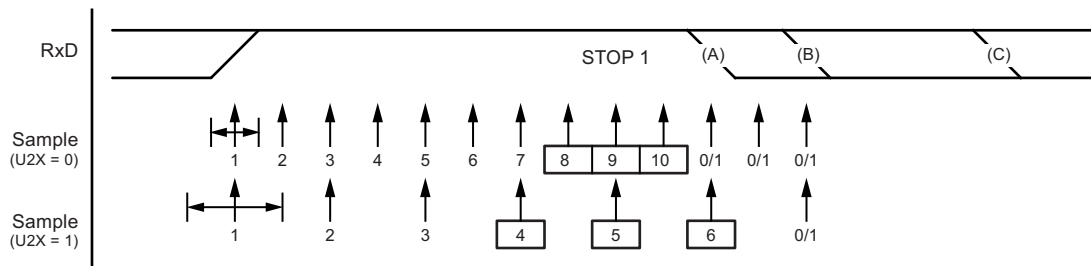 RxD STOP 1 (A) (B) (C)
Sample
(U2X = 0)
1 2 3 4 5 6 7 8 9 10 0/1 0/1 0/1
Sample
(U2X = 1)
1 2 3 4 5 6 0/1